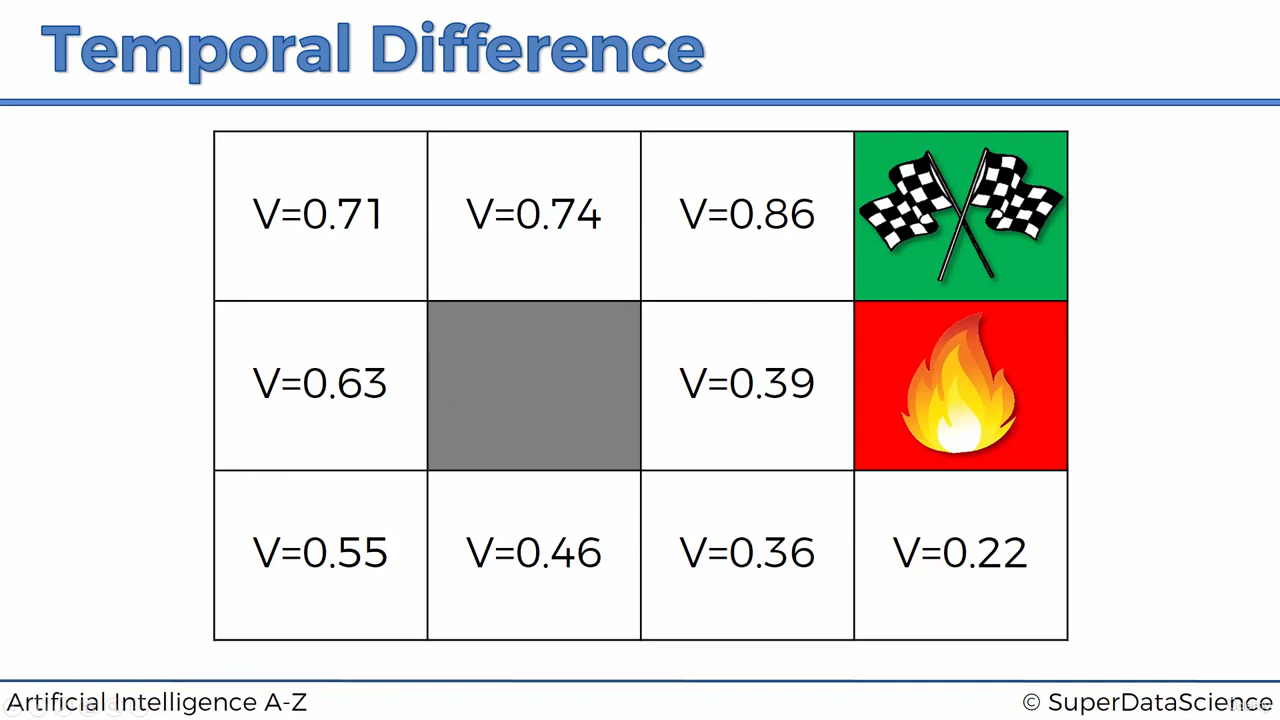 Temporal Difference
V=0.71 V=0.74 V=0.86
V=0.63 V=0.39
V=0.55 V=0.46 V=0.36 V=0.22
Artificial Intelligence A-Z © SuperDataScience